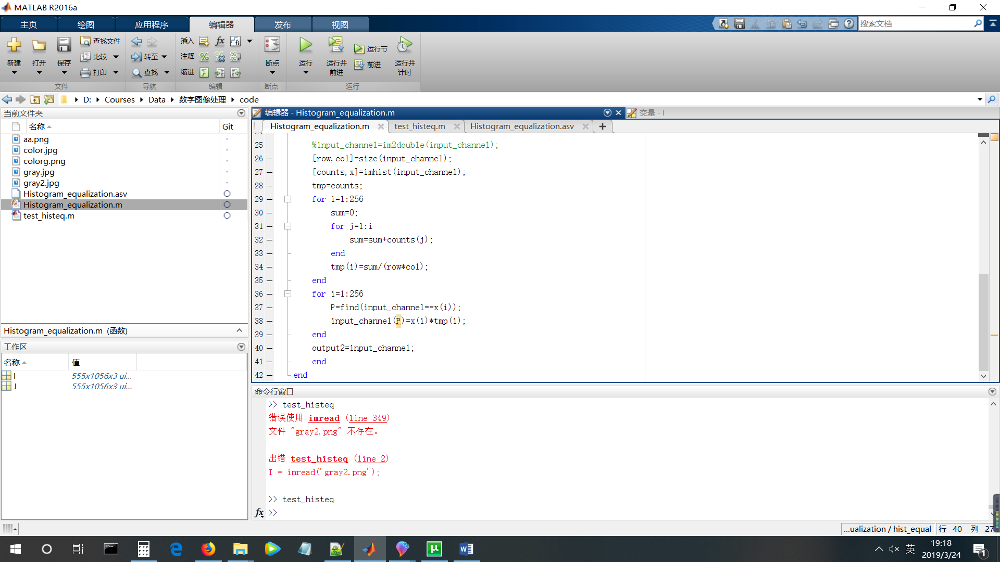 MATLAB R2016a
主页 绘图 应用程序 编辑器 发布 视图
搜索文档
新建 打开 保存 查找文件 比较 打印
转至 查找
插入 注释 缩进
断点 运行 运行并前进 运行节 前进 运行并计时
文件 导航 编辑 断点 运行
D: Courses Data 数字图像处理 code
当前文件夹
名称 Git
aa.png
color.jpg
colorg.png
gray.jpg
gray2.jpg
Histogram_equalization.asv
Histogram_equalization.m
test_histeq.m
Histogram_equalization.m (函数)
工作区
名称 值
I 555x1056x3 ui...
J 555x1056x3 ui...
编辑器 - Histogram_equalization.m
变量 - I
Histogram_equalization.m test_histeq.m Histogram_equalization.asv
25 %input_channel=im2double(input_channel);
26 [row,col]=size(input_channel);
27 [counts,x]=imhist(input_channel);
28 tmp=counts;
29 for i=1:256
30 sum=0;
31 for j=1:i
32 sum=sum+counts(j);
33 end
34 tmp(i)=sum/(row*col);
35 end
36 for i=1:256
37 P=find(input_channel==x(i));
38 input_channel(P)=x(i)*tmp(i);
39 end
40 output2=input_channel;
41 end
42 end
命令行窗口
>> test_histeq
错误使用 imread (line 349)
文件 "gray2.png" 不存在。
出错 test_histeq (line 2)
I = imread('gray2.png');
>> test_histeq
fx >>
...ualization / hist_equal 行 40 列 27
英
19:18
2019/3/24
1